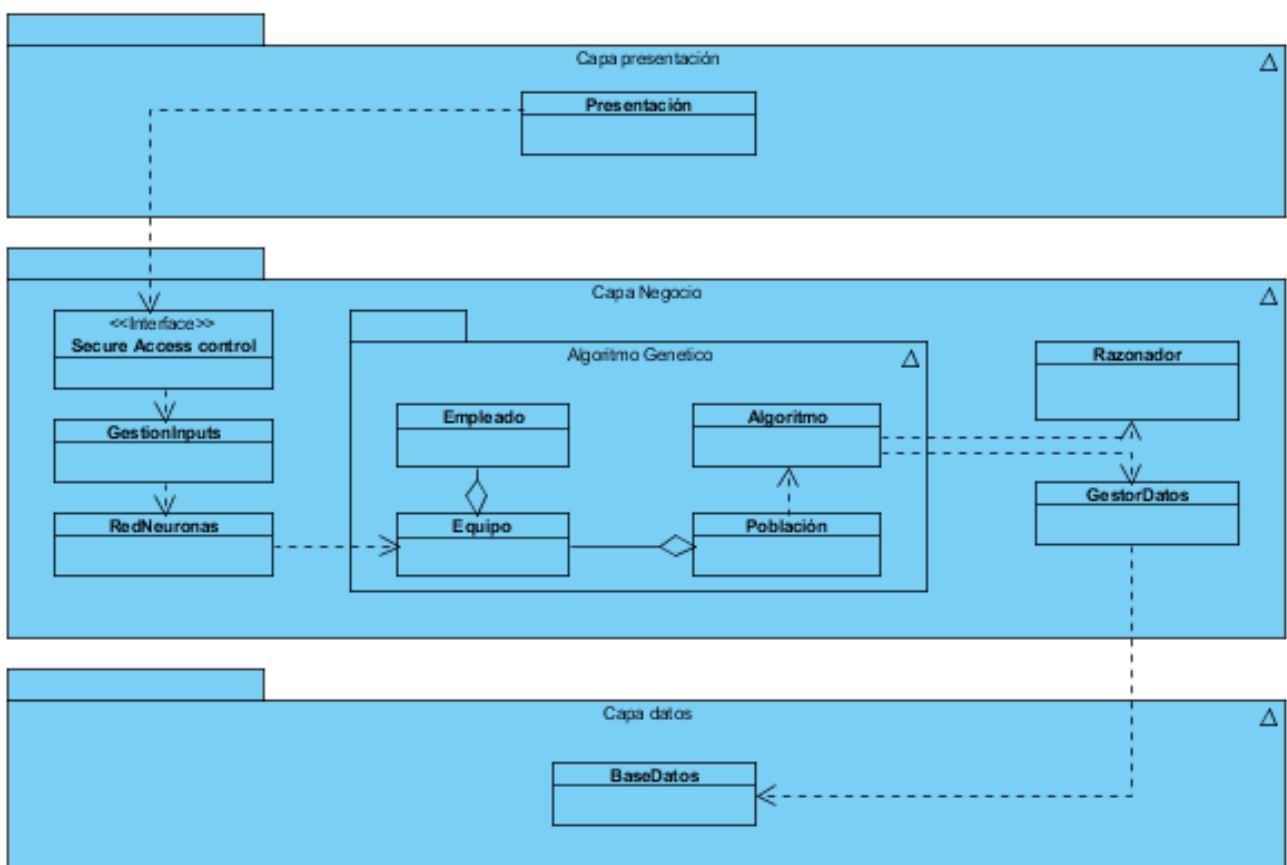 Capa presentación
Presentación
Capa Negocio
<<Interface>>
Secure Access control
GestionInputs
RedNeuronas
Algoritmo Genetico
Empleado
Algoritmo
Equipo
Población
Razonador
GestorDatos
Capa datos
BaseDatos